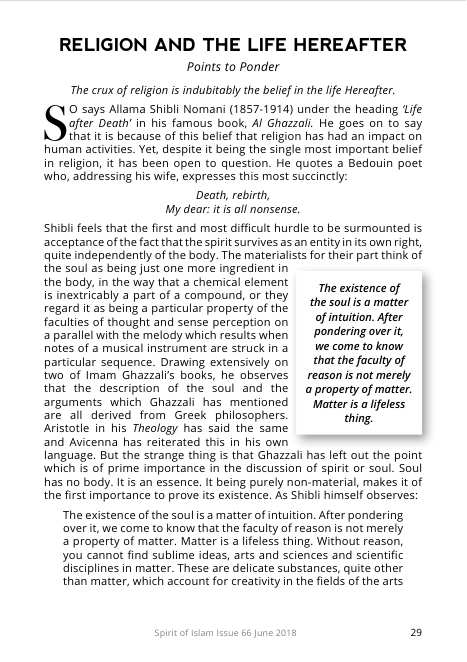 RELIGION AND THE LIFE HEREAFTER
Points to Ponder
The crux of religion is indubitably the belief in the life Hereafter.
SO says Allama Shibli Nomani (1857-1914) under the heading ‘Life
after Death’ in his famous book, Al Ghazzali. He goes on to say
that it is because of this belief that religion has had an impact on
human activities. Yet, despite it being the single most important belief
in religion, it has been open to question. He quotes a Bedouin poet
who, addressing his wife, expresses this most succinctly:
Death, rebirth,
My dear: it is all nonsense.
Shibli feels that the first and most difficult hurdle to be surmounted is
acceptance of the fact that the spirit survives as an entity in its own right,
quite independently of the body. The materialists for their part think of
the soul as being just one more ingredient in
the body, in the way that a chemical element
is inextricably a part of a compound, or they
regard it as being a particular property of the
faculties of thought and sense perception on
a parallel with the melody which results when
notes of a musical instrument are struck in a
particular sequence. Drawing extensively on
two of Imam Ghazzali’s books, he observes
that the description of the soul and the
arguments which Ghazzali has mentioned
are all derived from Greek philosophers.
Aristotle in his Theology has said the same
and Avicenna has reiterated this in his own
language. But the strange thing is that Ghazzali has left out the point
which is of prime importance in the discussion of spirit or soul. Soul
has no body. It is an essence. It being purely non-material, makes it of
the first importance to prove its existence. As Shibli himself observes:
The existence of
the soul is a matter
of intuition. After
pondering over it,
we come to know
that the faculty of
reason is not merely
a property of matter.
Matter is a lifeless
thing.
The existence of the soul is a matter of intuition. After pondering
over it, we come to know that the faculty of reason is not merely
a property of matter. Matter is a lifeless thing. Without reason,
you cannot find sublime ideas, arts and sciences and scientific
disciplines in matter. These are delicate substances, quite other
than matter, which account for creativity in the fields of the arts
Spirit of Islam Issue 66 June 2018
29